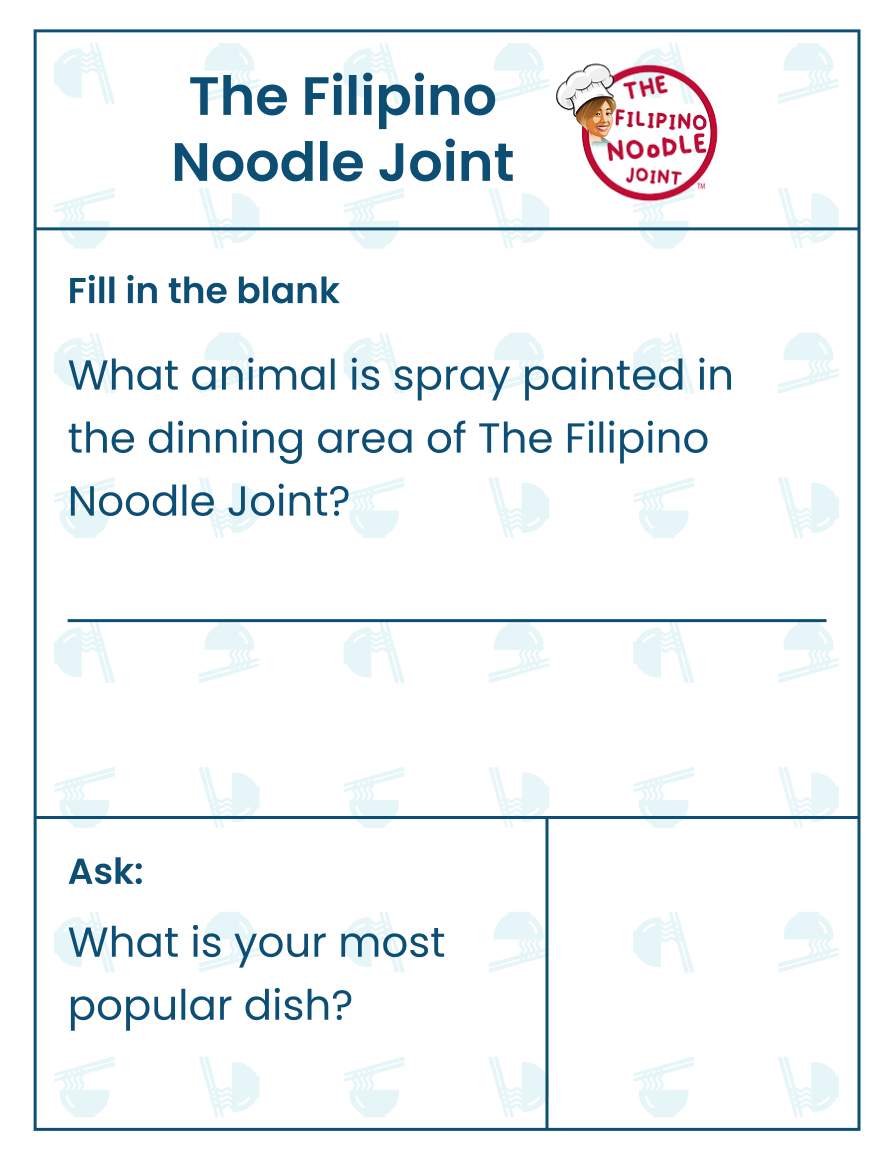 The Filipino
Noodle Joint
THE
FILIPINO
NOoDLE
JOINT
TM
Fill in the blank
What animal is spray painted in
the dinning area of The Filipino
Noodle Joint?
Ask:
What is your most
popular dish?